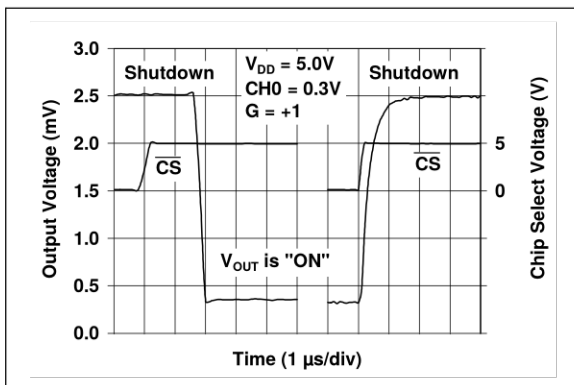 3.0
2.5
2.0
1.5
1.0
0.5
0.0
Output Voltage (mV)
Shutdown
V_DD = 5.0V
CH0 = 0.3V
G = +1
Shutdown
CS
CS
V_OUT is "ON"
5
0
Chip Select Voltage (V)
Time (1 µs/div)